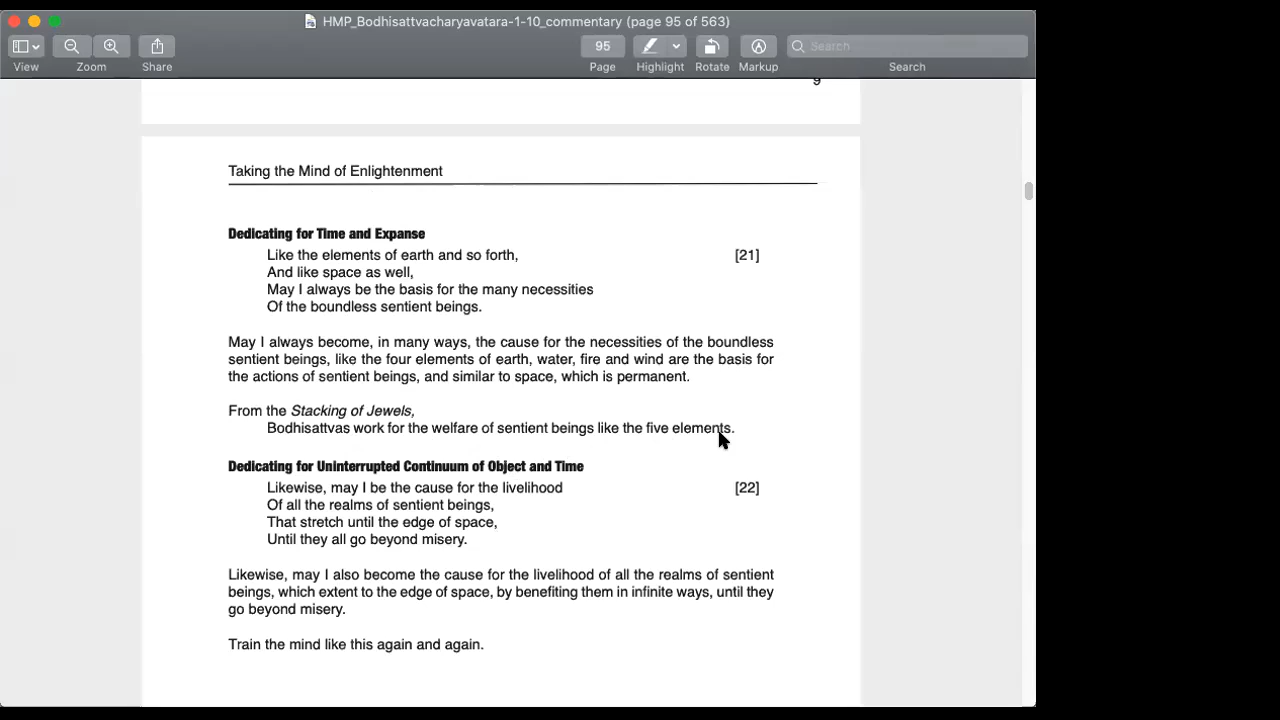 HMP_Bodhisattvacharyavatara-1-10_commentary (page 95 of 563)
95
Search
View
Zoom
Share
Page
Highlight
Rotate
Markup
Search
9
Taking the Mind of Enlightenment
Dedicating for Time and Expanse
Like the elements of earth and so forth, [21]
And like space as well,
May I always be the basis for the many necessities
Of the boundless sentient beings.
May I always become, in many ways, the cause for the necessities of the boundless
sentient beings, like the four elements of earth, water, fire and wind are the basis for
the actions of sentient beings, and similar to space, which is permanent.
From the Stacking of Jewels,
Bodhisattvas work for the welfare of sentient beings like the five elements.
Dedicating for Uninterrupted Continuum of Object and Time
Likewise, may I be the cause for the livelihood [22]
Of all the realms of sentient beings,
That stretch until the edge of space,
Until they all go beyond misery.
Likewise, may I also become the cause for the livelihood of all the realms of sentient
beings, which extent to the edge of space, by benefiting them in infinite ways, until they
go beyond misery.
Train the mind like this again and again.